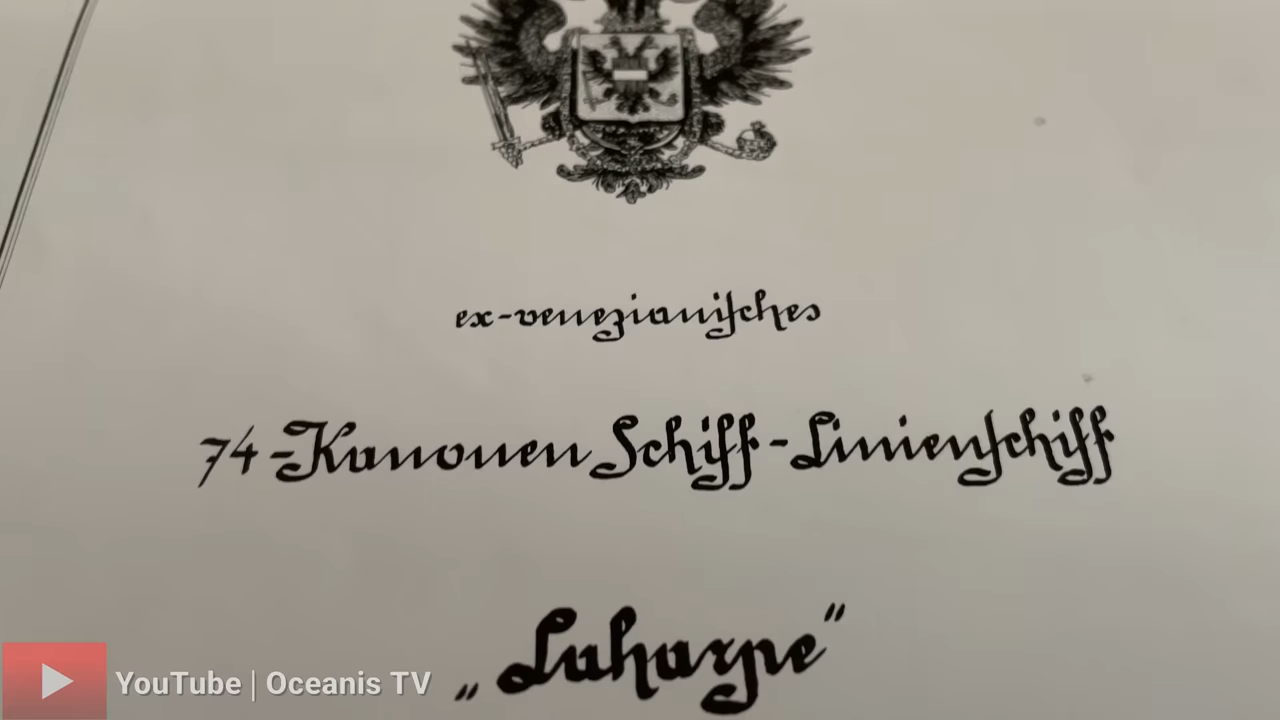 ex-venezianisches
74-Kanonen Schiff-Linienschiff
„Laharpe"
YouTube | Oceanis TV